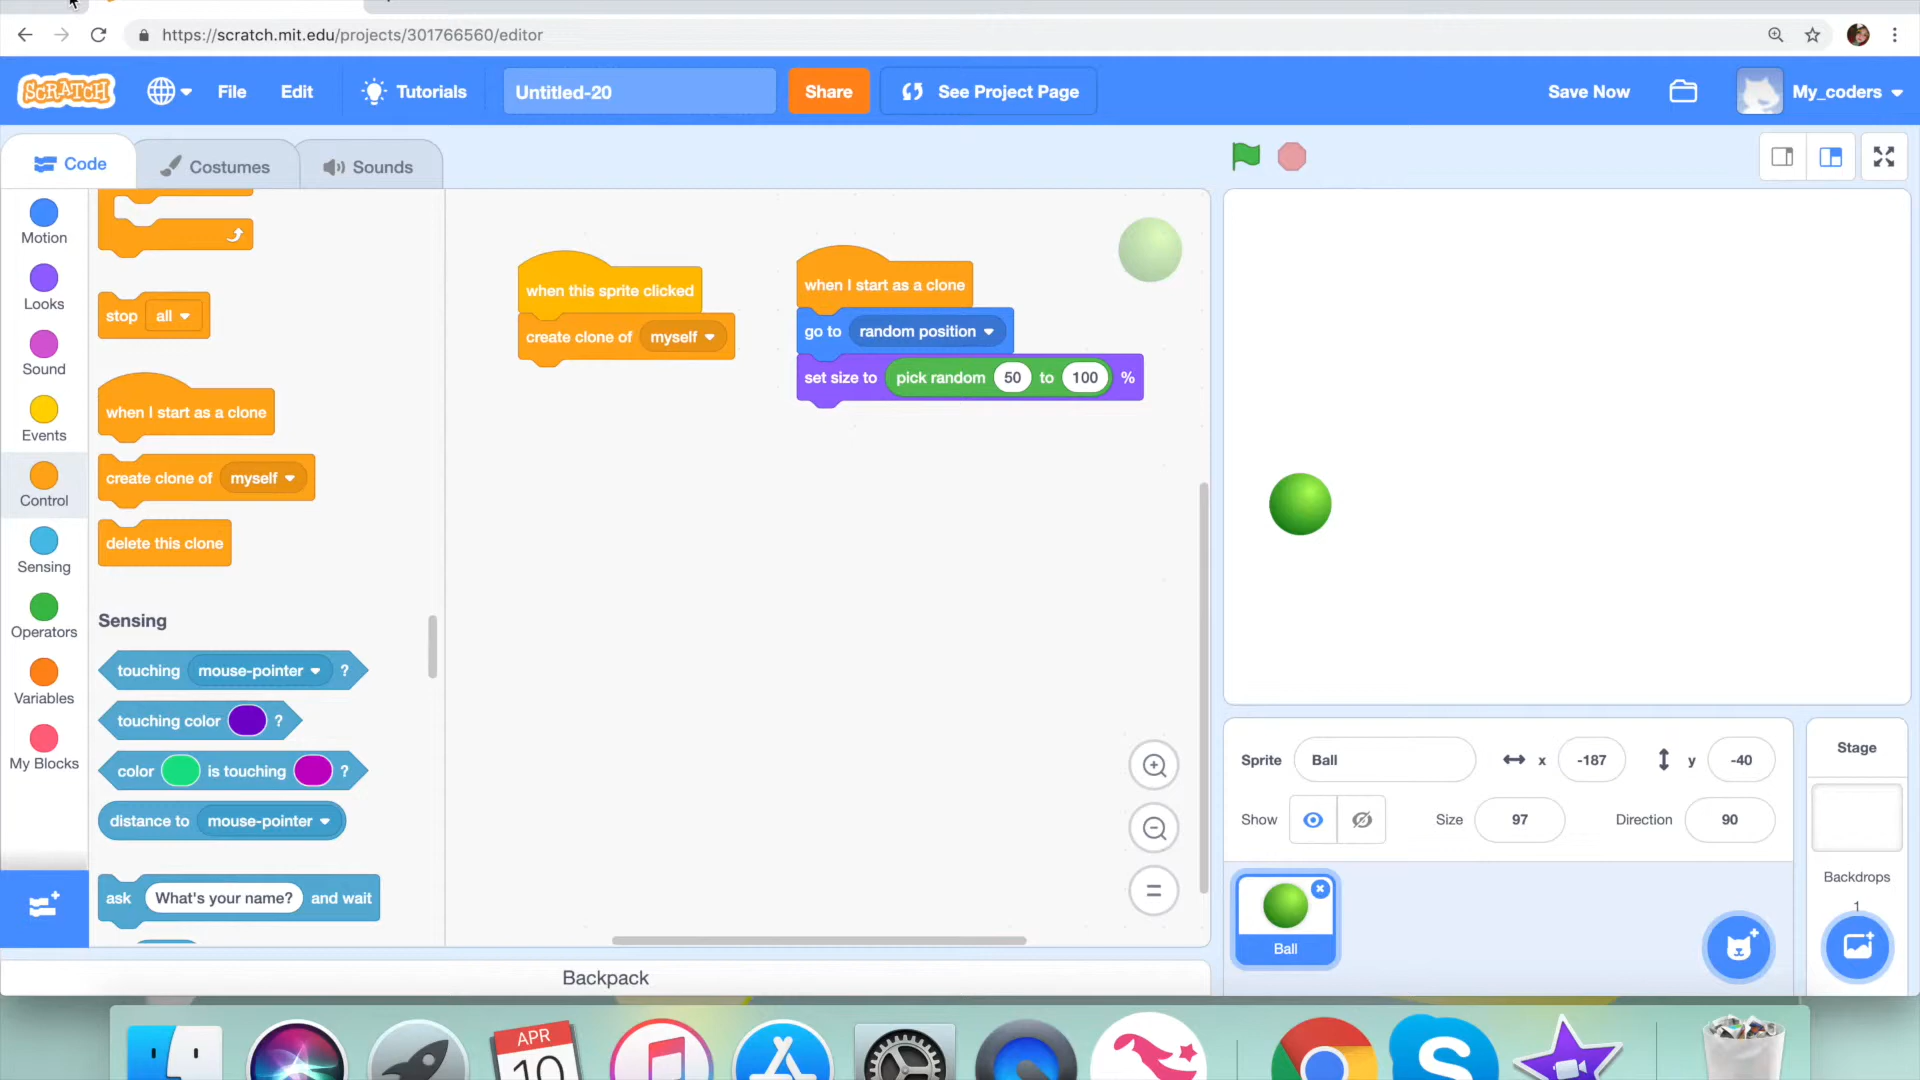 https://scratch.mit.edu/projects/301766560/editor
SCRATCH
File
Edit
Tutorials
Untitled-20
Share
See Project Page
Save Now
My_coders
Code
Costumes
Sounds
Motion
Looks
Sound
Events
Control
Sensing
Operators
Variables
My Blocks
stop all
when I start as a clone
create clone of myself
delete this clone
Sensing
touching mouse-pointer ?
touching color ?
color is touching ?
distance to mouse-pointer
ask What's your name? and wait
when this sprite clicked
create clone of myself
when I start as a clone
go to random position
set size to pick random 50 to 100 %
Backpack
Sprite Ball x -187 y -40
Show Size 97 Direction 90
Ball
Stage
Backdrops
1
APR
10
S